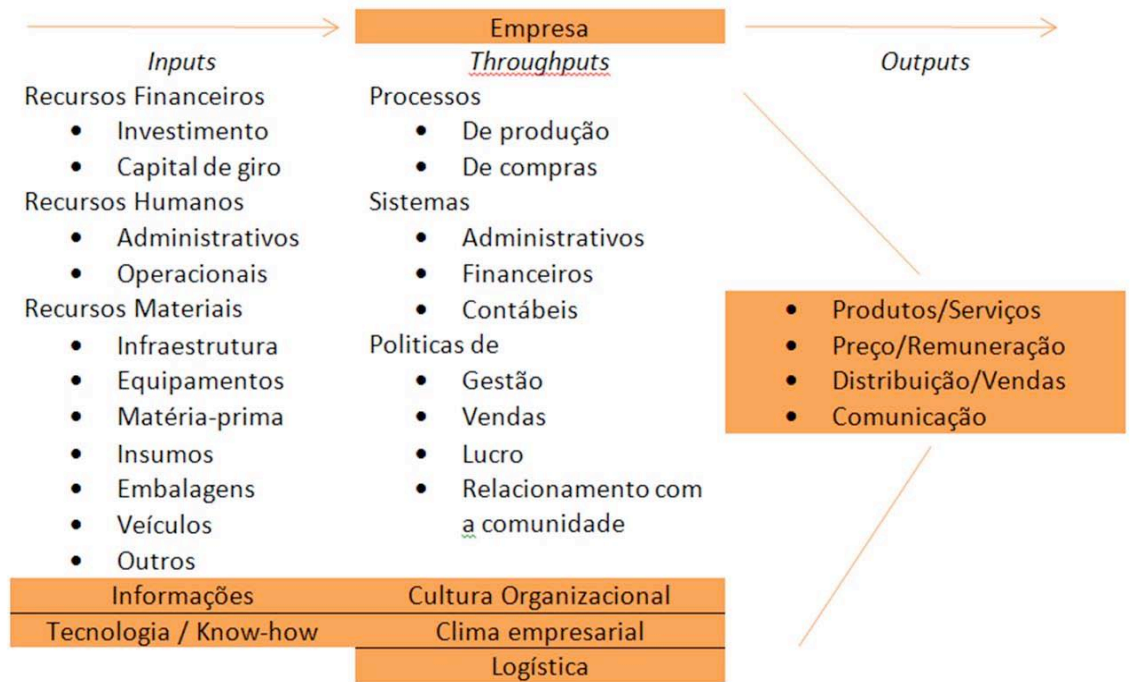 Empresa
Inputs
Throughputs
Outputs
Recursos Financeiros
• Investimento
• Capital de giro
Recursos Humanos
• Administrativos
• Operacionais
Recursos Materiais
• Infraestrutura
• Equipamentos
• Matéria-prima
• Insumos
• Embalagens
• Veículos
• Outros
Informações
Tecnologia / Know-how
Processos
• De produção
• De compras
Sistemas
• Administrativos
• Financeiros
• Contábeis
Politicas de
• Gestão
• Vendas
• Lucro
• Relacionamento com
a comunidade
Cultura Organizacional
Clima empresarial
Logística
• Produtos/Serviços
• Preço/Remuneração
• Distribuição/Vendas
• Comunicação